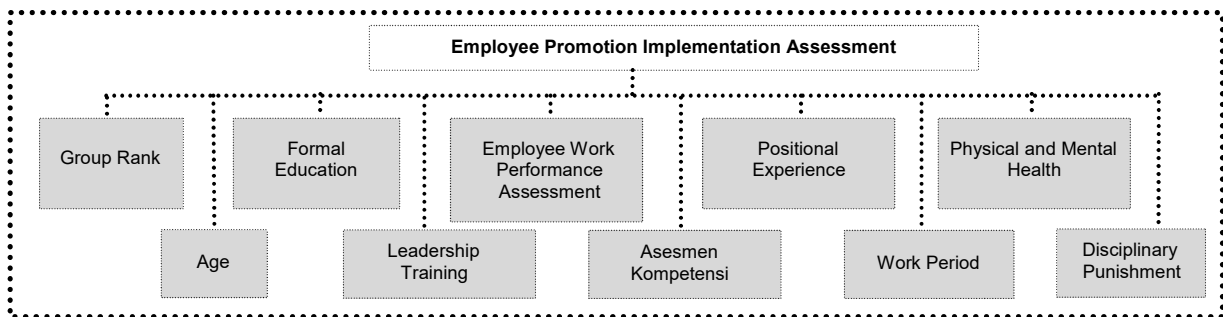 Employee Promotion Implementation Assessment
Group Rank
Formal
Education
Employee Work
Performance
Assessment
Positional
Experience
Physical and Mental
Health
Age
Leadership
Training
Asesmen
Kompetensi
Work Period
Disciplinary
Punishment